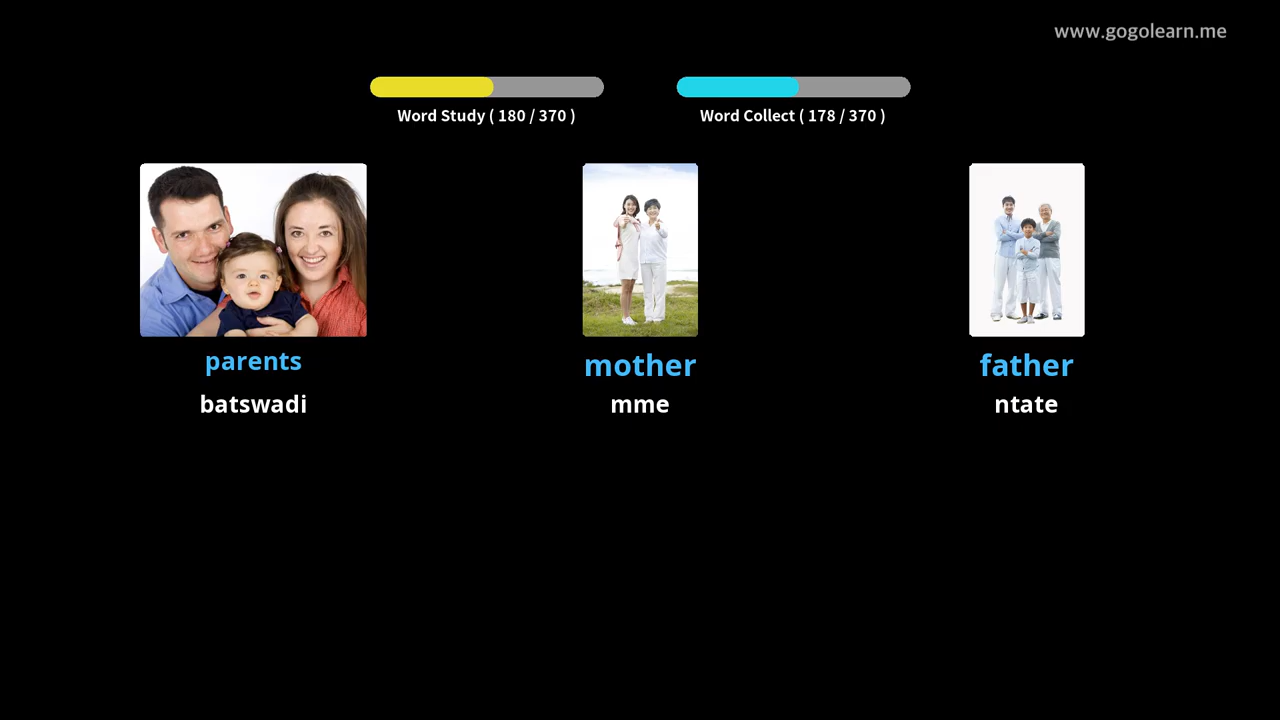 www.gogolearn.me
Word Study ( 180 / 370 )
Word Collect ( 178 / 370 )
parents
mother
father
batswadi
mme
ntate